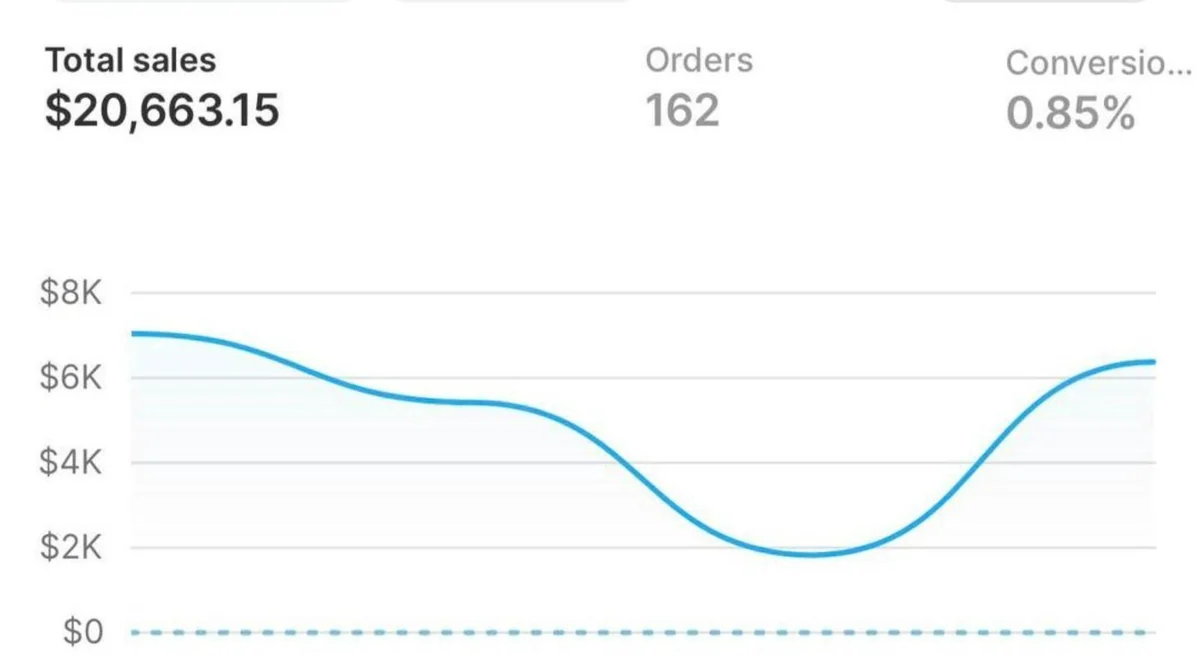 Total sales
$20,663.15
Orders
162
Conversio...
0.85%
$8K
$6K
$4K
$2K
$0